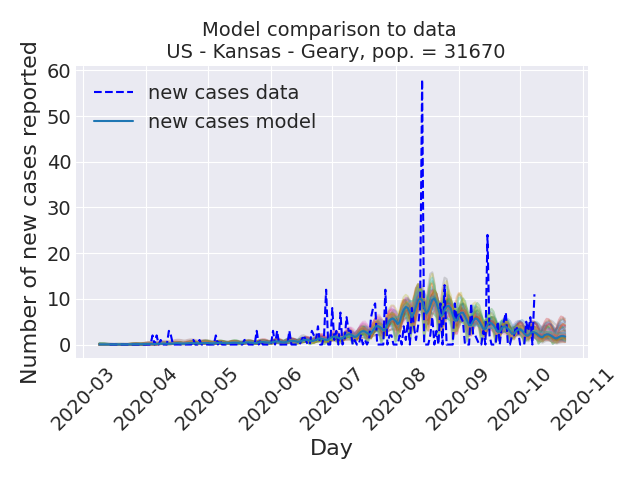 Model comparison to data
US - Kansas - Geary, pop. = 31670
Number of new cases reported
60
50
40
30
20
10
0
new cases data
new cases model
2020-03
2020-04
2020-05
2020-06
2020-07
2020-08
2020-09
2020-10
2020-11
Day